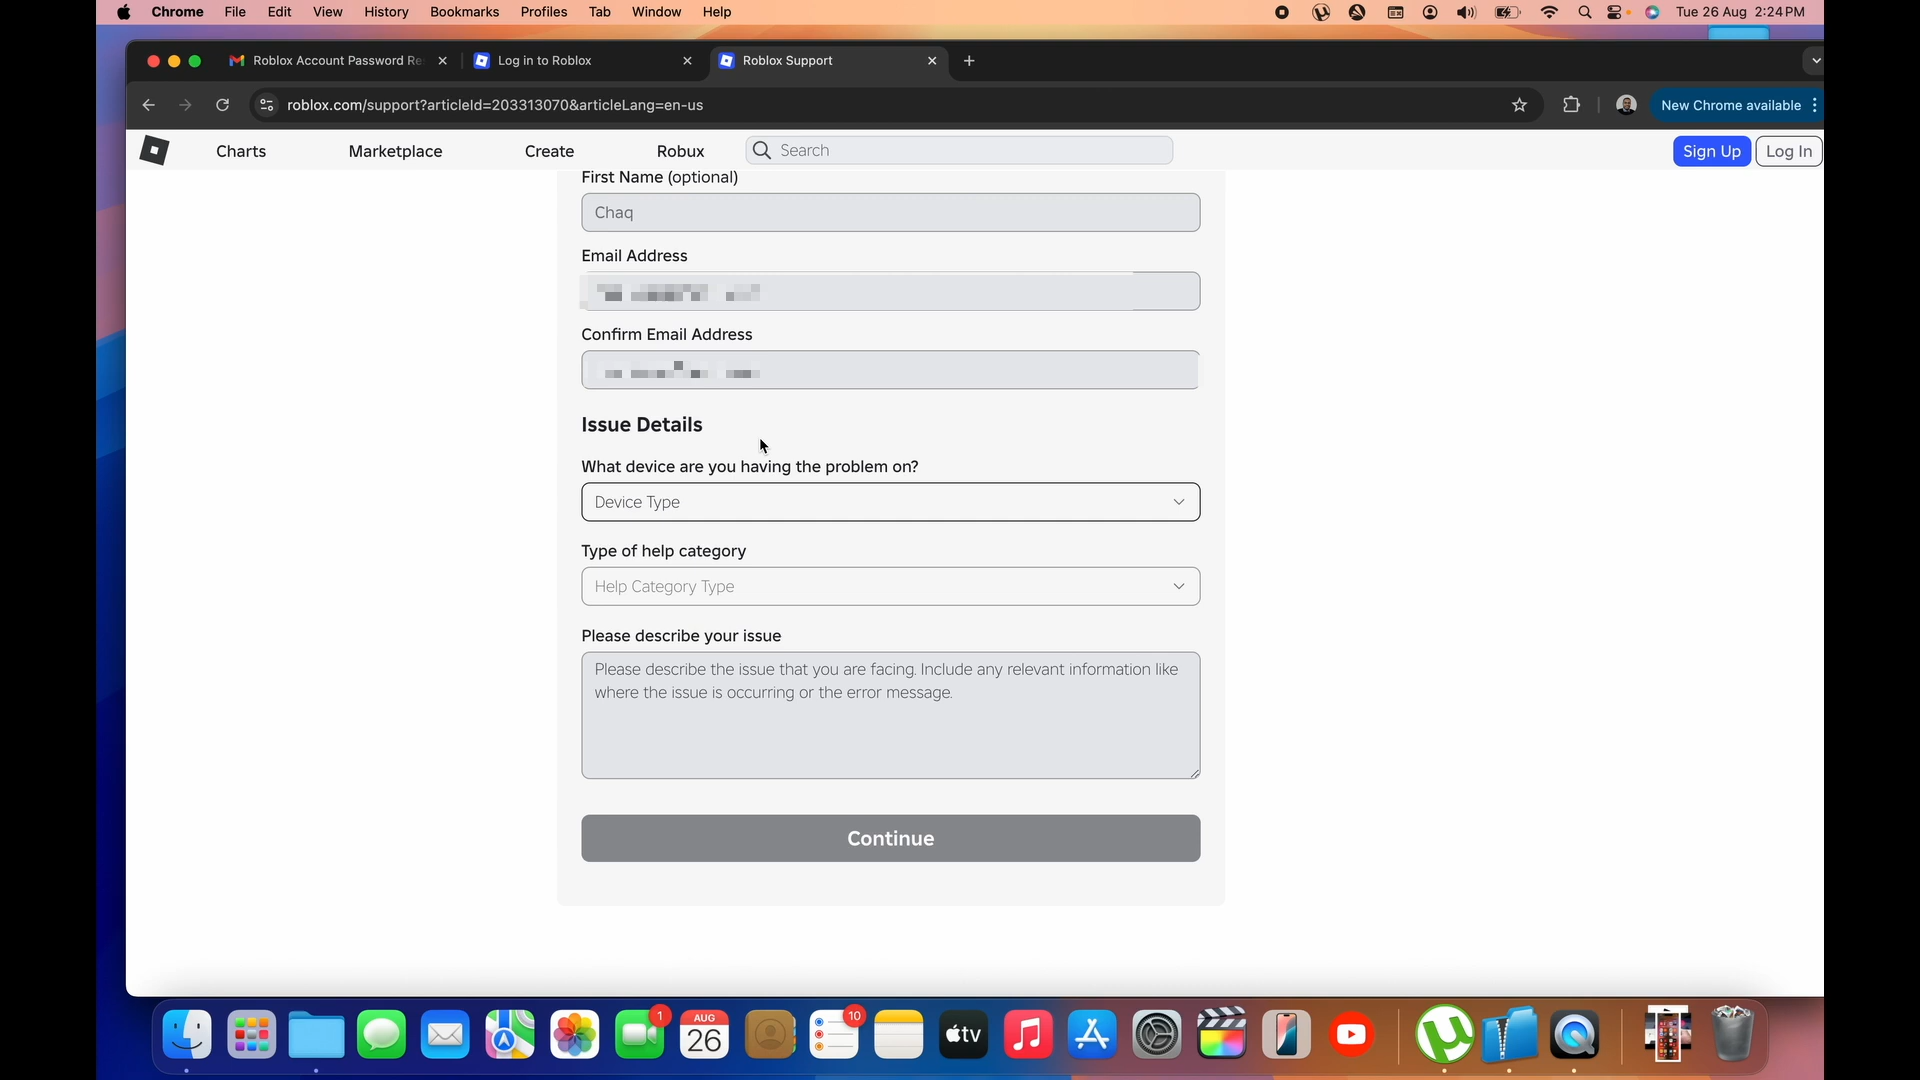 Chrome File Edit View History Bookmarks Profiles Tab Window Help Tue 26 Aug 2:24 PM
Roblox Account Password Re Log in to Roblox Roblox Support
roblox.com/support?articleId=203313070&articleLang=en-us New Chrome available
Charts Marketplace Create Robux Search Sign Up Log In
First Name (optional)
Chaq
Email Address
Confirm Email Address
Issue Details
What device are you having the problem on?
Device Type
Type of help category
Help Category Type
Please describe your issue
Please describe the issue that you are facing. Include any relevant information like
where the issue is occurring or the error message.
Continue
1
10
AUG
26
tv